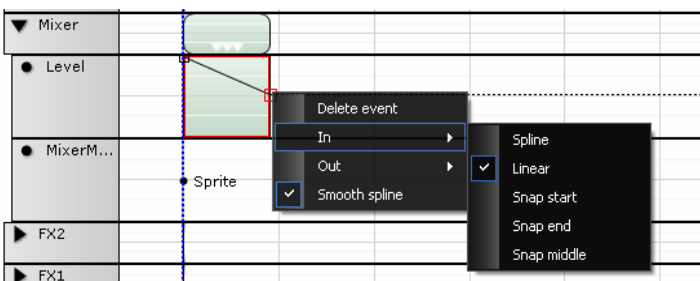 Mixer
Level
MixerM...
Sprite
FX2
FX1
Delete event
In
Out
Smooth spline
Spline
Linear
Snap start
Snap end
Snap middle